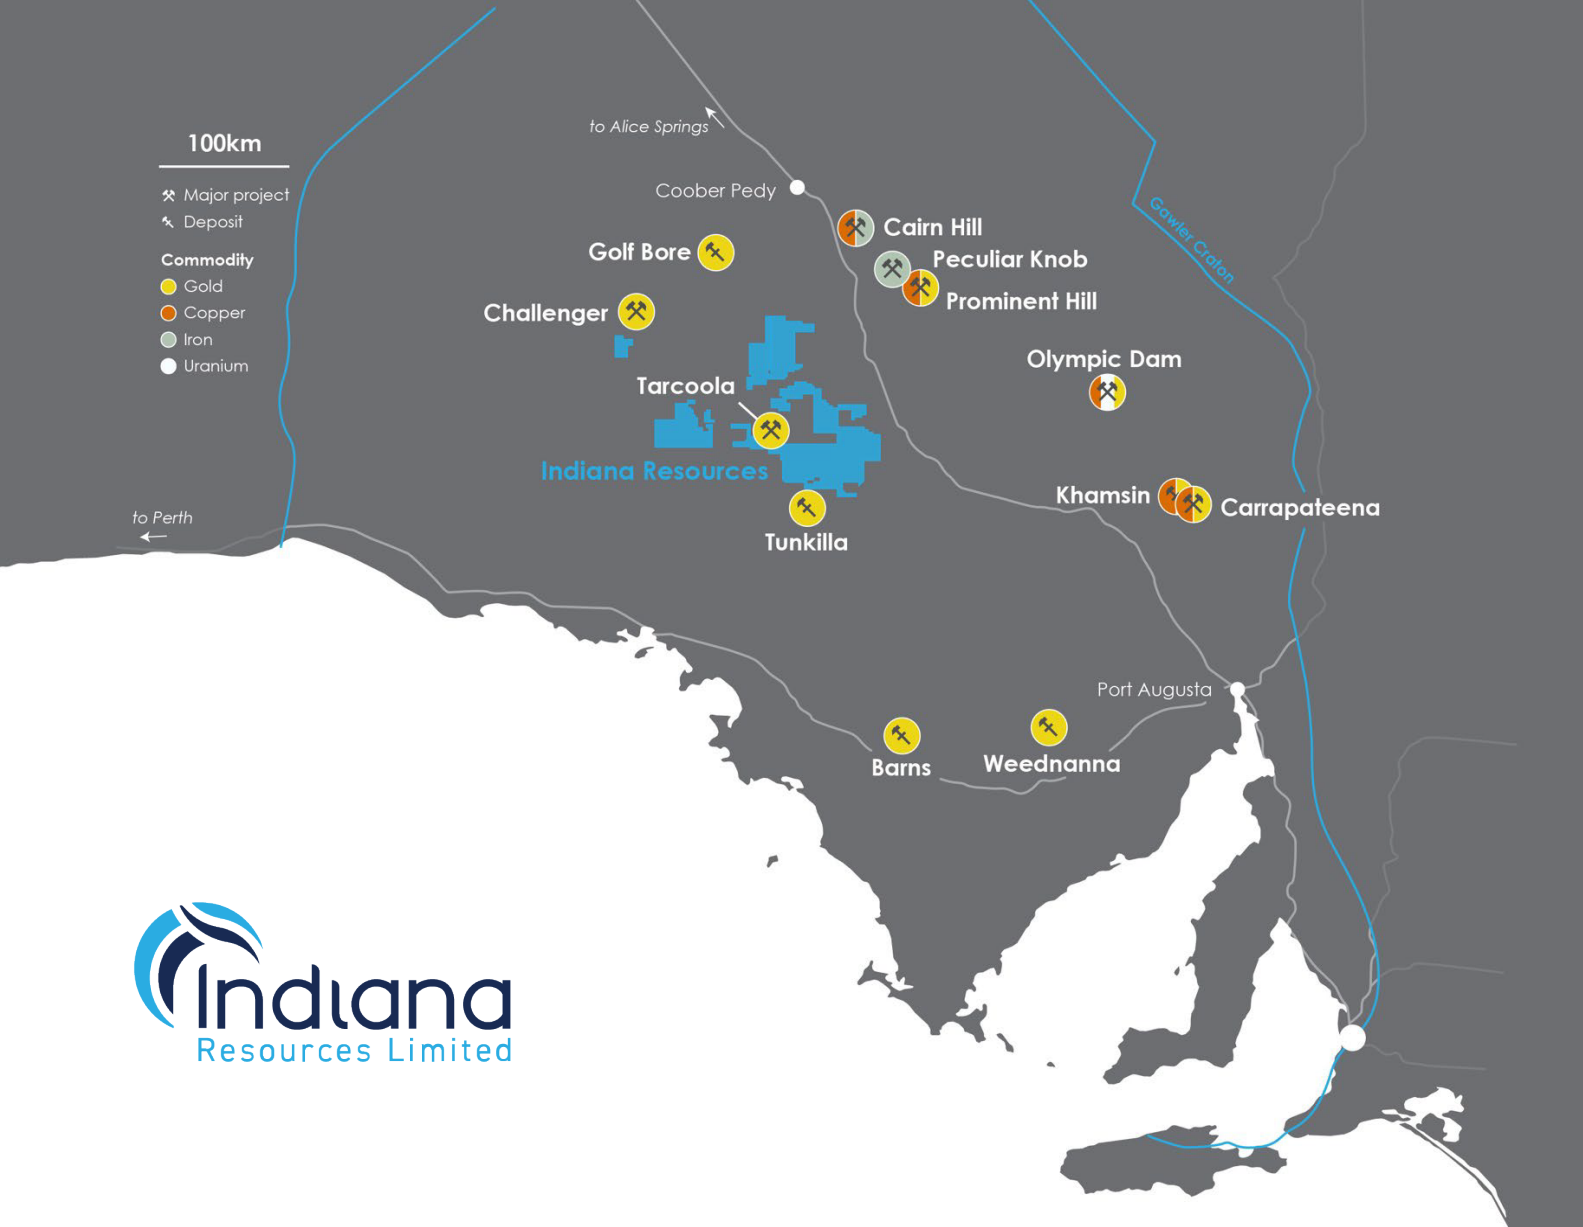 100km
Major project
Deposit
Commodity
Gold
Copper
Iron
Uranium
to Alice Springs
Coober Pedy
Cairn Hill
Golf Bore
Peculiar Knob
Prominent Hill
Challenger
Gawler Craton
Olympic Dam
Tarcoola
Indiana Resources
Khamsin
Carrapateena
to Perth
Tunkilla
Port Augusta
Barns
Weednanna
Indiana
Resources Limited